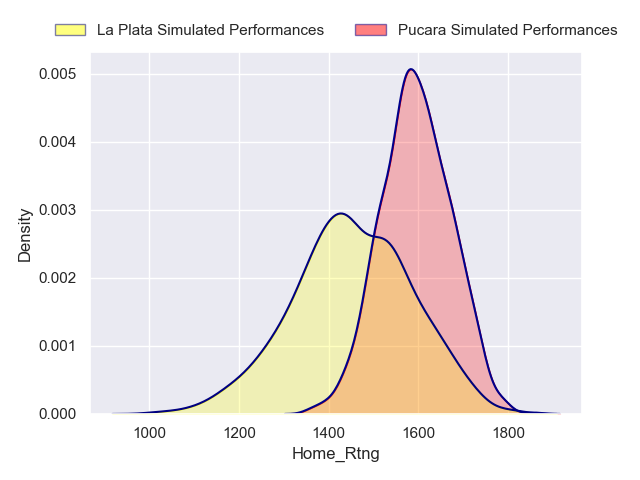 La Plata Simulated Performances
Pucara Simulated Performances
0.005
0.004
0.003
0.002
0.001
0.000
Density
1000
1200
1400
1600
1800
Home_Rtng